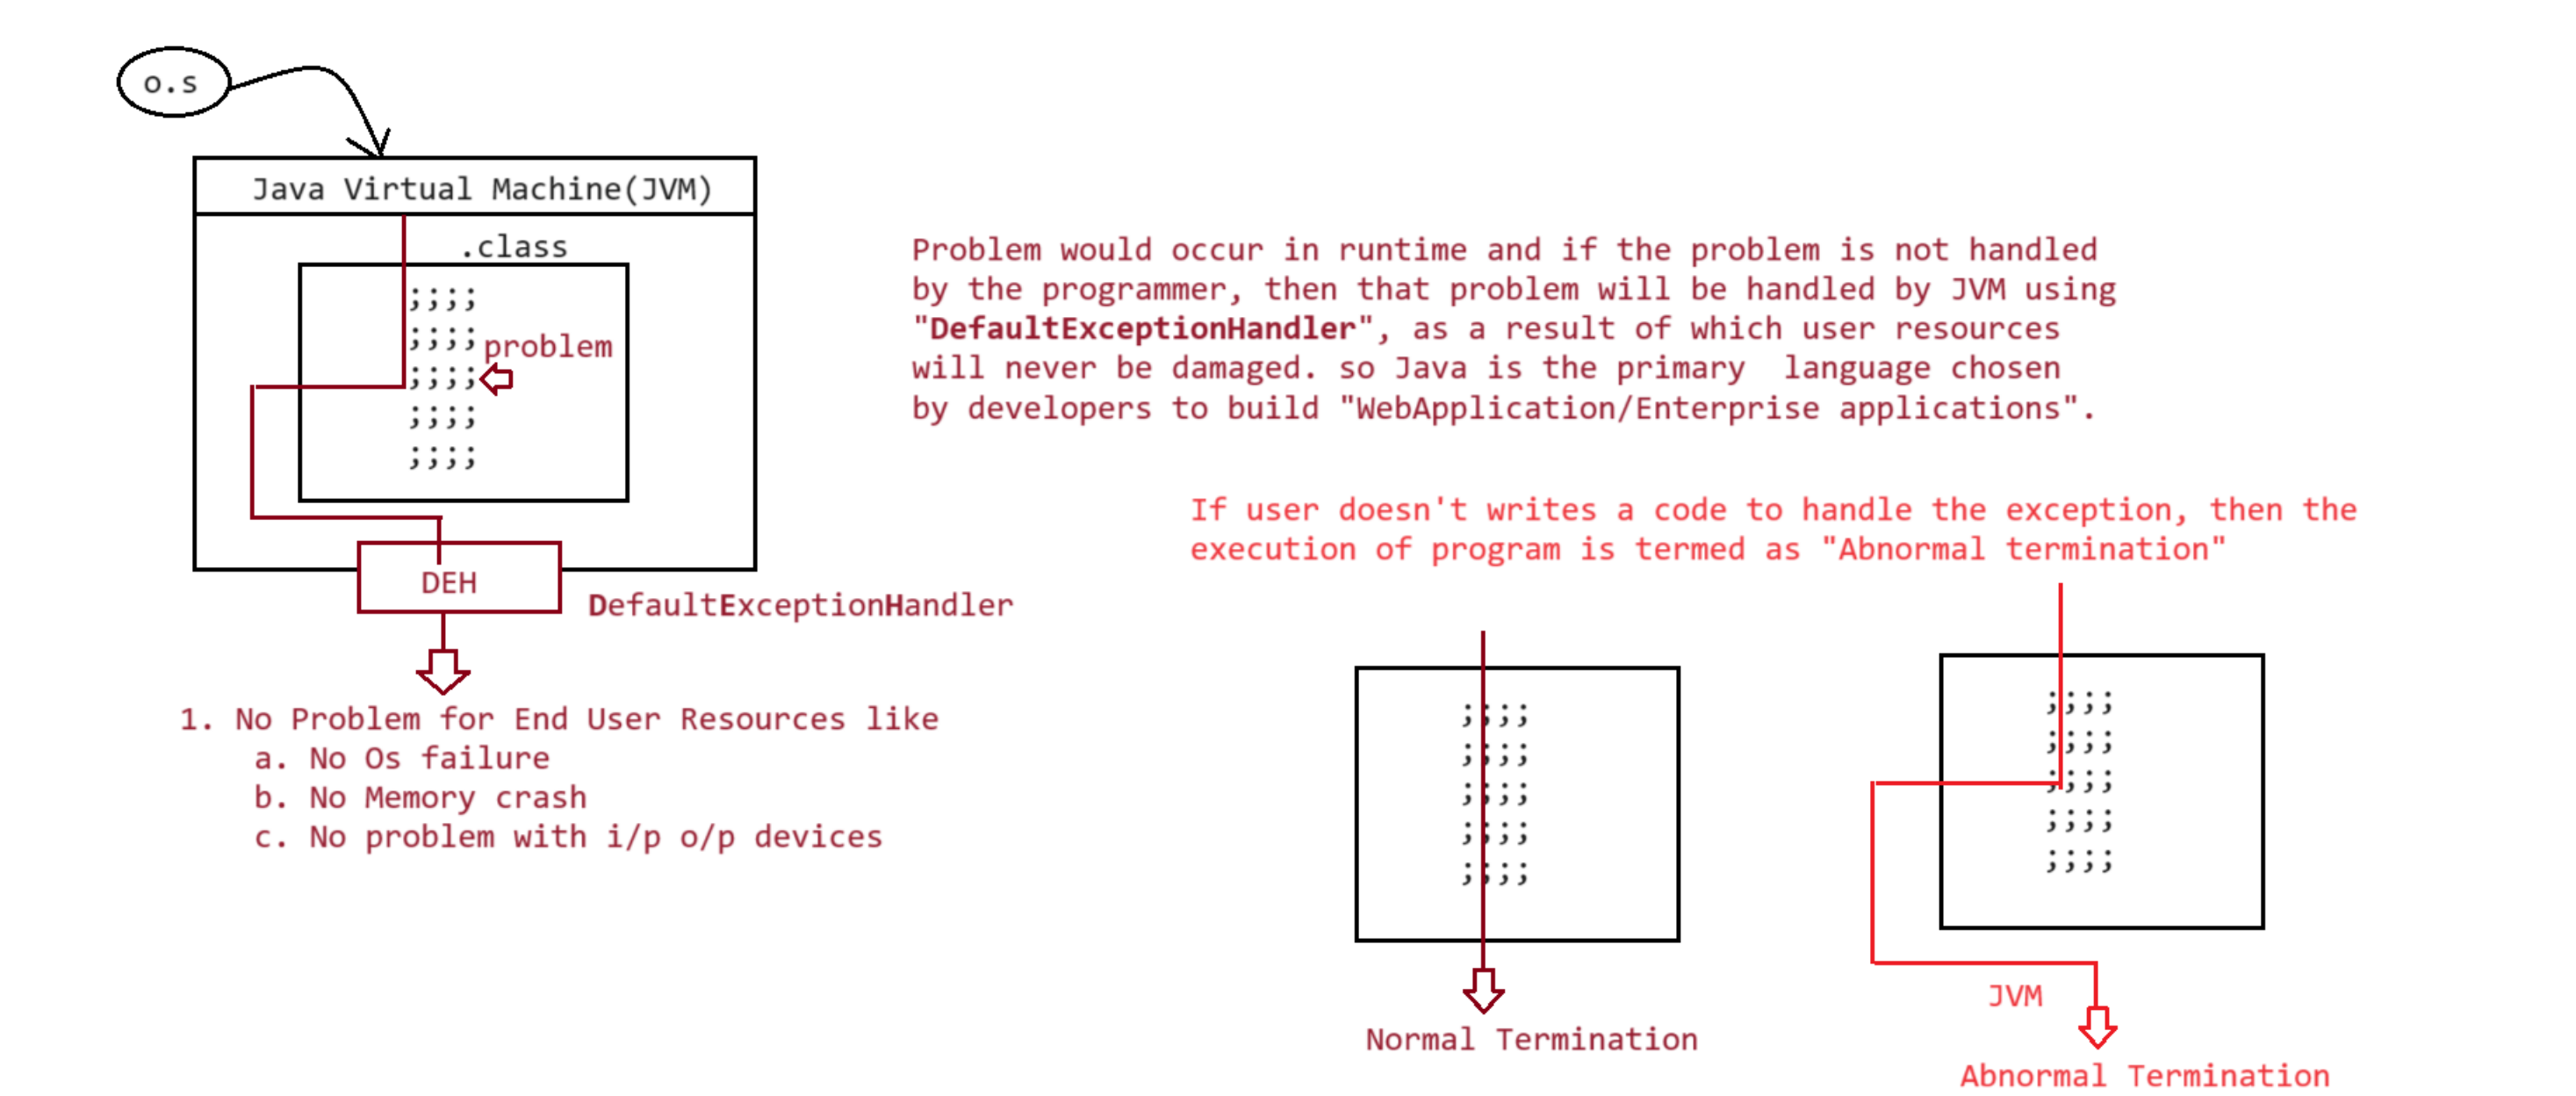 o.s
Java Virtual Machine(JVM)
.class
;;;;
;;;;
problem
;;;;
;;;;
;;;;
DEH
DefaultExceptionHandler
1. No Problem for End User Resources like
a. No Os failure
b. No Memory crash
c. No problem with i/p o/p devices
Problem would occur in runtime and if the problem is not handled
by the programmer, then that problem will be handled by JVM using
"DefaultExceptionHandler", as a result of which user resources
will never be damaged. so Java is the primary  language chosen
by developers to build "WebApplication/Enterprise applications".
If user doesn't writes a code to handle the exception, then the
execution of program is termed as "Abnormal termination"
;;;;
;;;;
;;;;
;;;;
;;;;
Normal Termination
;;;;
;;;;
;;;;
;;;;
;;;;
JVM
Abnormal Termination